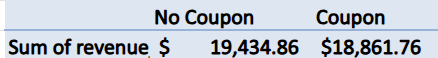 No Coupon Coupon
Sum of revenue $ 19,434.86 $18,861.76